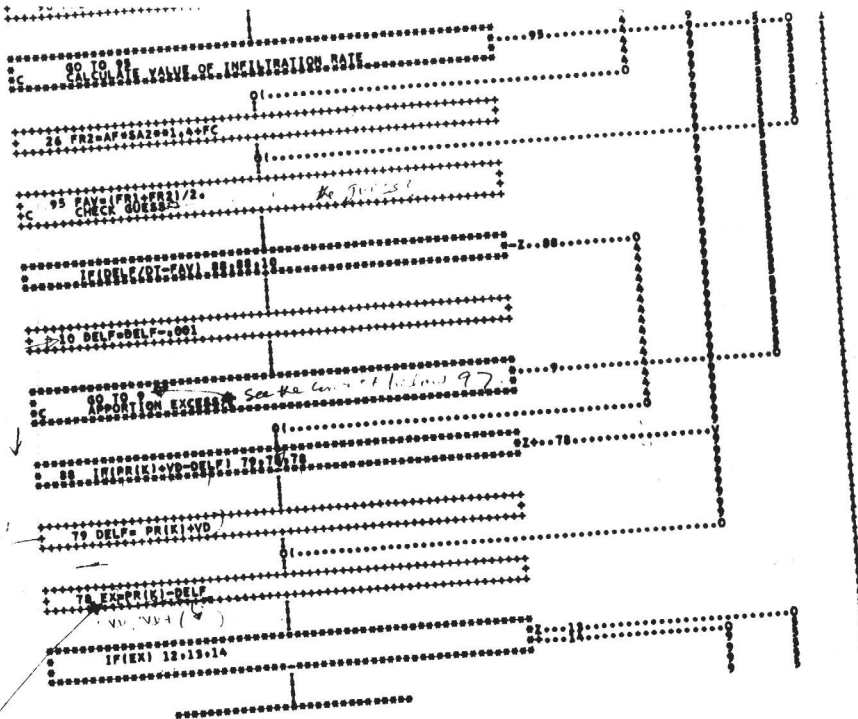 GO TO 95
....95
C CALCULATE VALUE OF INFILTRATION RATE
26 FR2=AF*SA2**1.4+FC
95 FAV=(FR1+FR2)/2.
C CHECK GUESS
the guess?
IF(DELF/DT-FAV) 88,88,10
-Z..88
10 DELF=DELF-.001
GO TO 9
....9
C APPORTION EXCESS
See the
97
88 IF(PR(K)+VD-DELF) 79,78,78
Z+..78
79 DELF= PR(K)+VD
78 EX=PR(K)-DELF
IF(EX) 12,13,14
Z...13
+...14